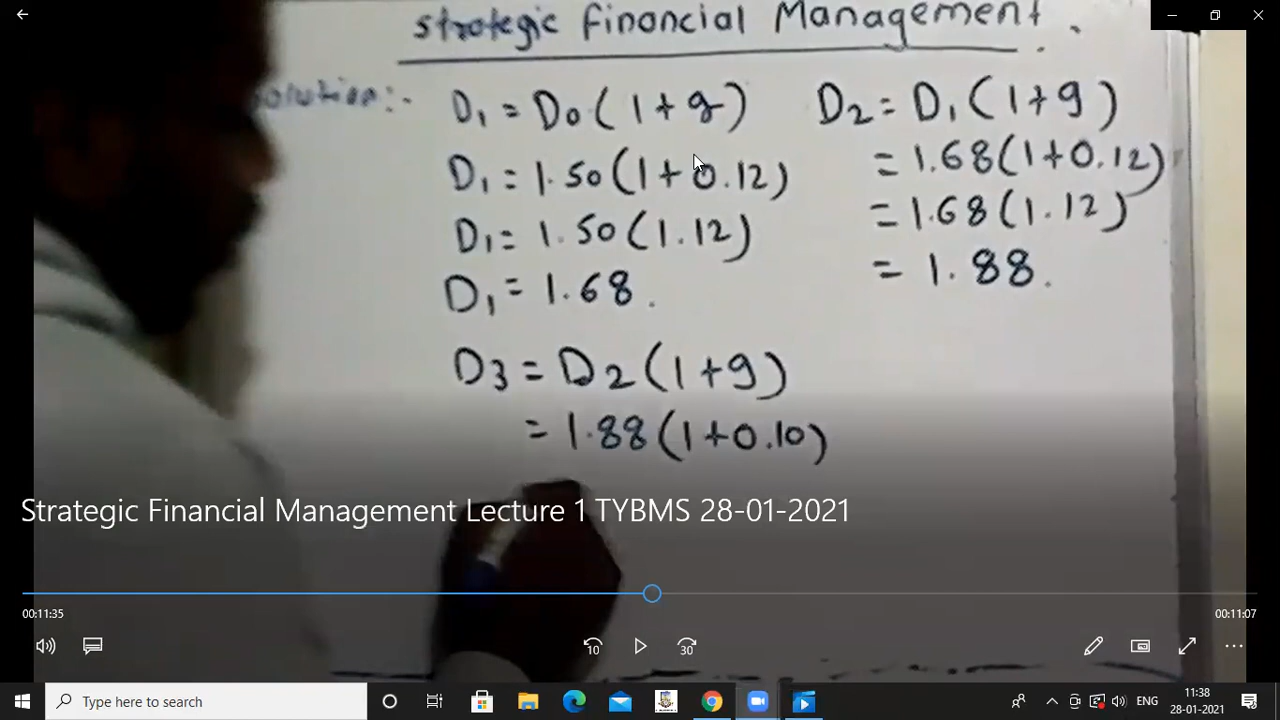 Strategic Financial Management.
Solution:-
D1 = D0 (1+g)
D1 = 1.50 (1+0.12)
D1 = 1.50 (1.12)
D1 = 1.68.
D2 = D1 (1+g)
= 1.68 (1+0.12)
= 1.68 (1.12)
= 1.88.
D3 = D2 (1+g)
= 1.88 (1+0.10)
Strategic Financial Management Lecture 1 TYBMS 28-01-2021
00:11:35
00:11:07
10
30
Type here to search
ENG
11:38
28-01-2021